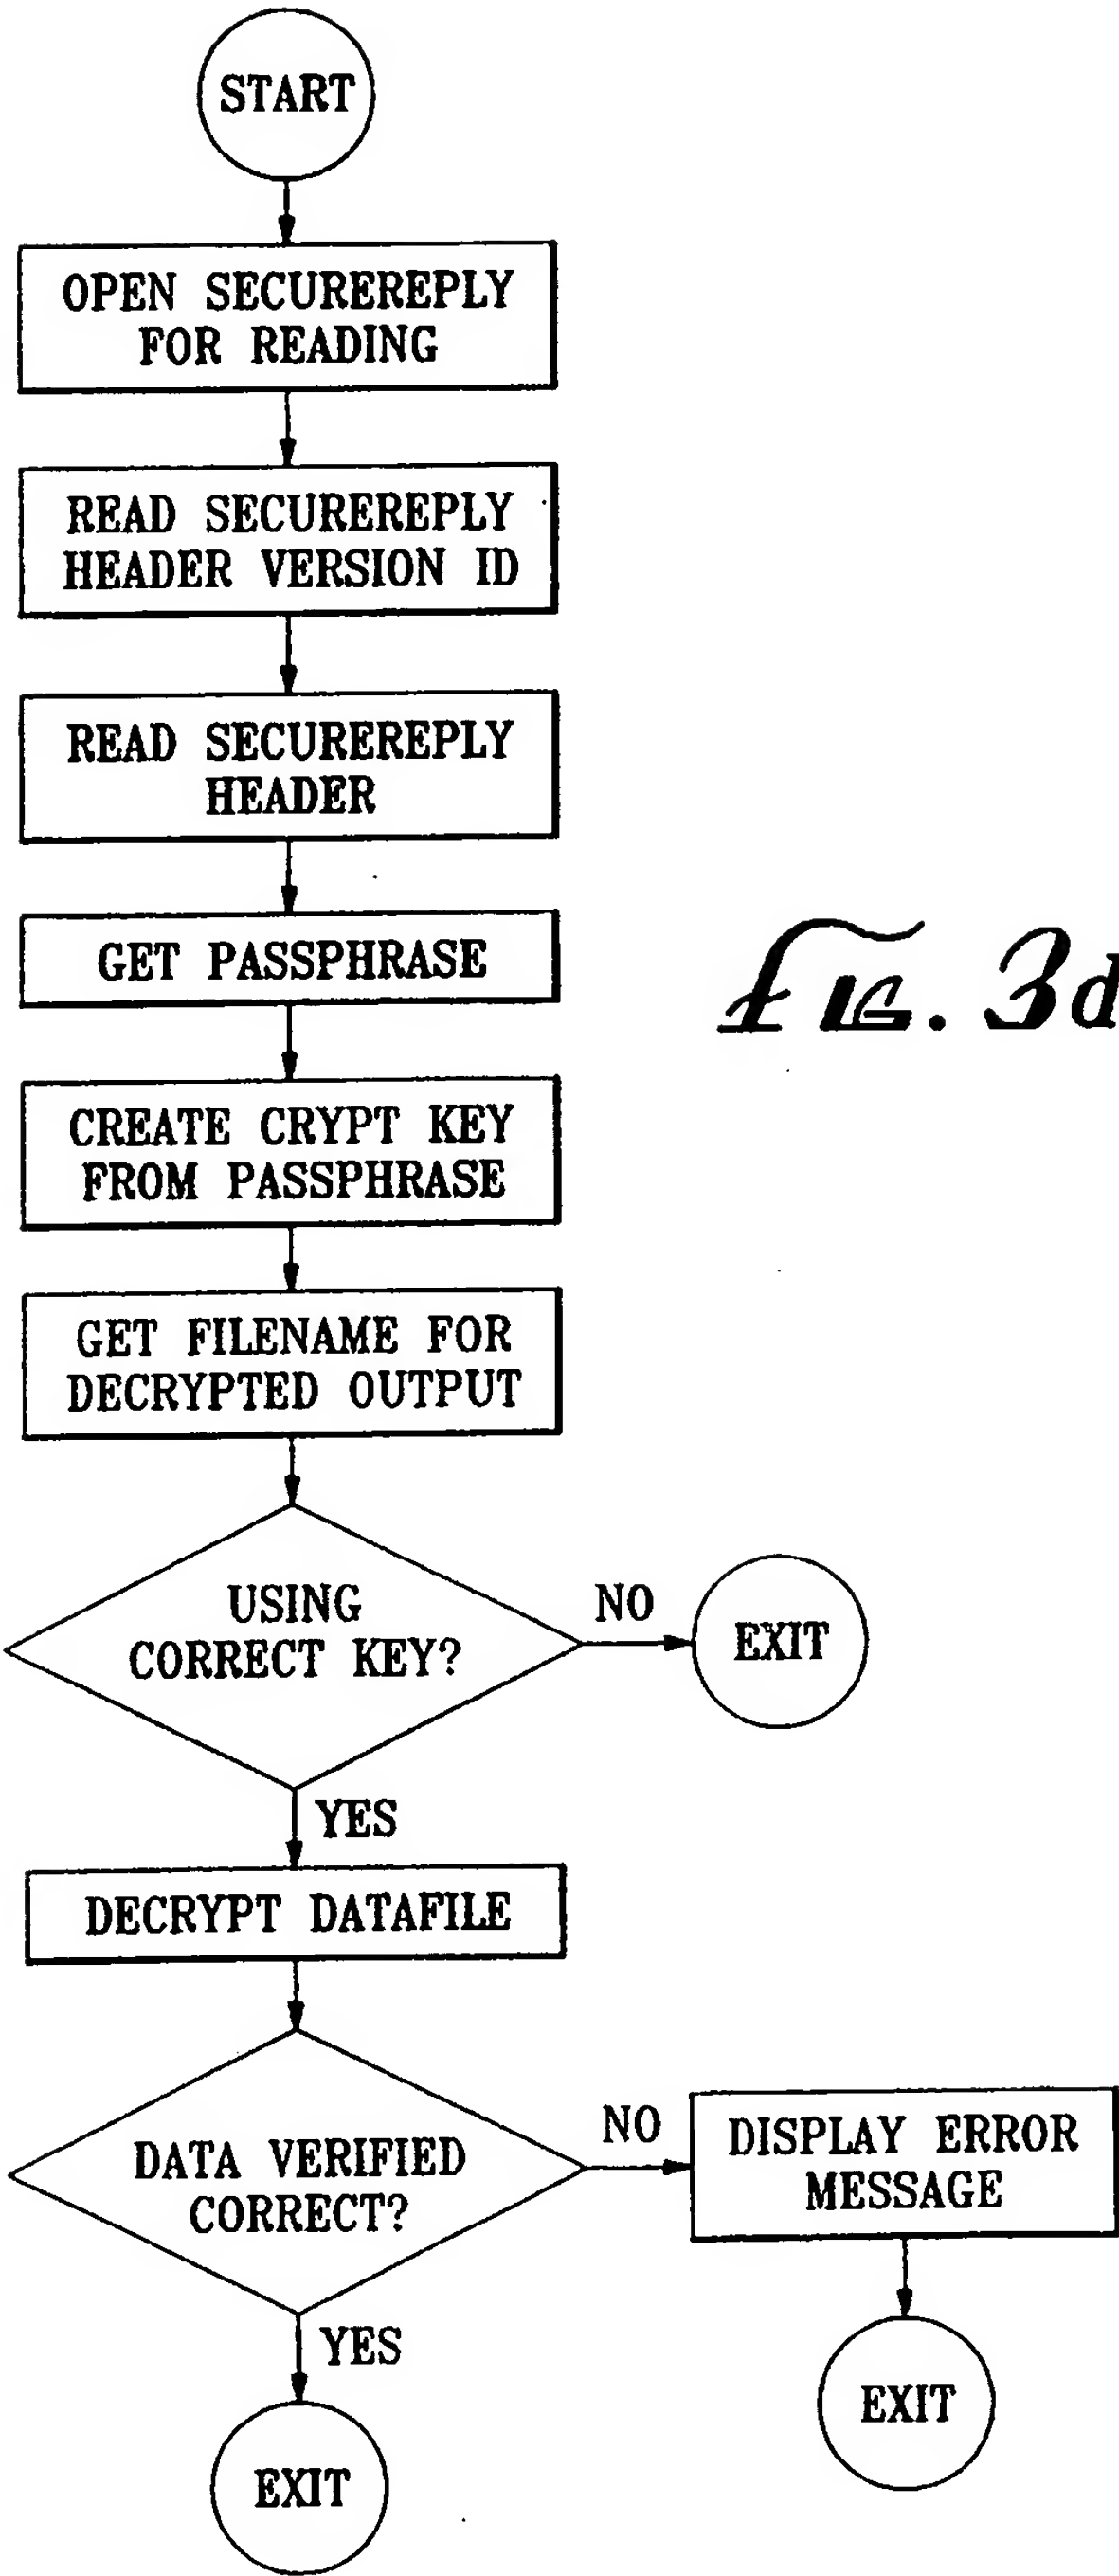 START
OPEN SECUREREPLY
FOR READING
READ SECUREREPLY
HEADER VERSION ID
READ SECUREREPLY
HEADER
GET PASSPHRASE
FIG. 3d
CREATE CRYPT KEY
FROM PASSPHRASE
GET FILENAME FOR
DECRYPTED OUTPUT
USING
CORRECT KEY?
NO
EXIT
YES
DECRYPT DATAFILE
DATA VERIFIED
CORRECT?
NO
DISPLAY ERROR
MESSAGE
YES
EXIT
EXIT